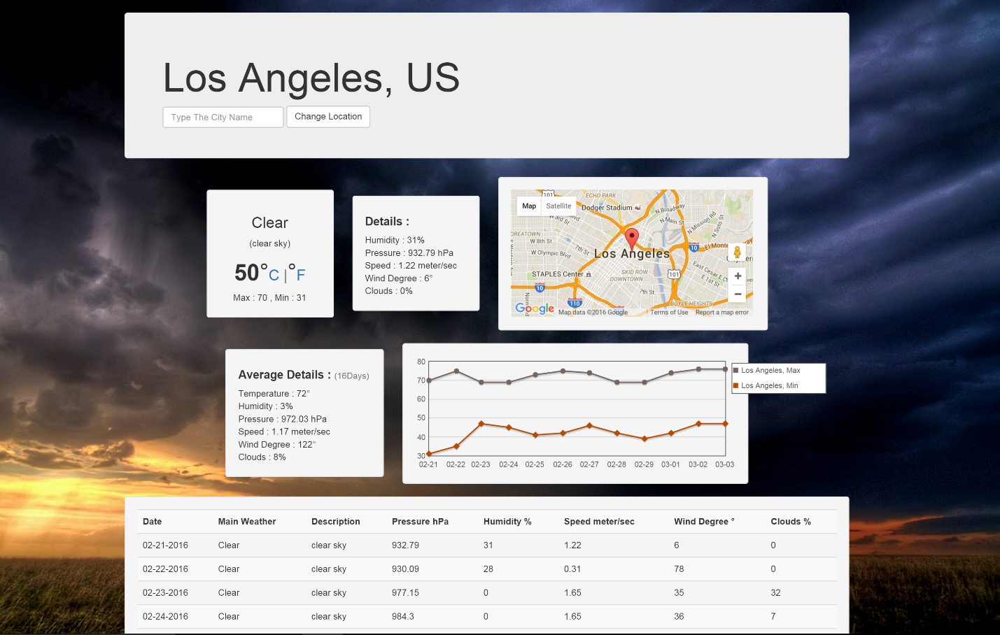 Los Angeles, US
Type The City Name
Change Location
Clear
(clear sky)
50°C |°F
Max : 70 , Min : 31
Details :
Humidity : 31%
Pressure : 932.79 hPa
Speed : 1.22 meter/sec
Wind Degree : 6°
Clouds : 0%
Map
Satellite
101
ECHO PARK
Dodger Stadium
N Broadway
N Main St
N Mission Rd
N Soto St
W 3rd St
OREATOWN
W 8th St
7th St
W Olympic Blvd
Los Angeles
10
El Monte
SKID ROW
DOWNTOWN
STAPLES Center
101
East Cesar E
E 1st St
10
7th St
110
BOYLE HEIGHTS
Google
Map data ©2016 Google
Terms of Use
Report a map error
+
−
Average Details : (16Days)
Temperature : 72°
Humidity : 3%
Pressure : 972.03 hPa
Speed : 1.17 meter/sec
Wind Degree : 122°
Clouds : 8%
80
70
60
50
40
30
02-21 02-22 02-23 02-24 02-25 02-26 02-27 02-28 02-29 03-01 03-02 03-03
Los Angeles, Max
Los Angeles, Min
Date Main Weather Description Pressure hPa Humidity % Speed meter/sec Wind Degree ° Clouds %
02-21-2016 Clear clear sky 932.79 31 1.22 6 0
02-22-2016 Clear clear sky 930.09 28 0.31 78 0
02-23-2016 Clear clear sky 977.15 0 1.65 35 32
02-24-2016 Clear clear sky 984.3 0 1.65 36 7